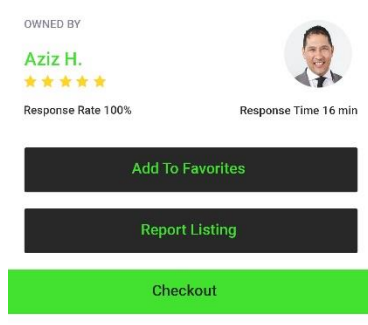 OWNED BY
Aziz H.
Response Rate 100%
Response Time 16 min
Add To Favorites
Report Listing
Checkout